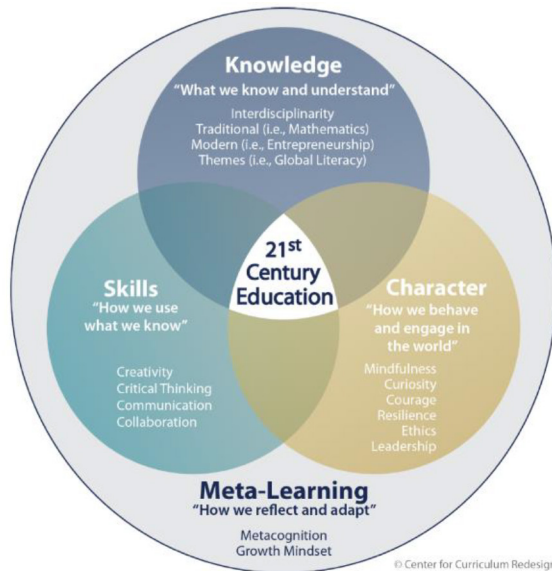 Knowledge
"What we know and understand"
Interdisciplinarity
Traditional (i.e., Mathematics)
Modern (i.e., Entrepreneurship)
Themes (i.e., Global Literacy)
21st
Century
Education
Skills
"How we use
what we know"
Creativity
Critical Thinking
Communication
Collaboration
Character
"How we behave
and engage in
the world"
Mindfulness
Curiosity
Courage
Resilience
Ethics
Leadership
Meta-Learning
"How we reflect and adapt"
Metacognition
Growth Mindset
© Center for Curriculum Redesign